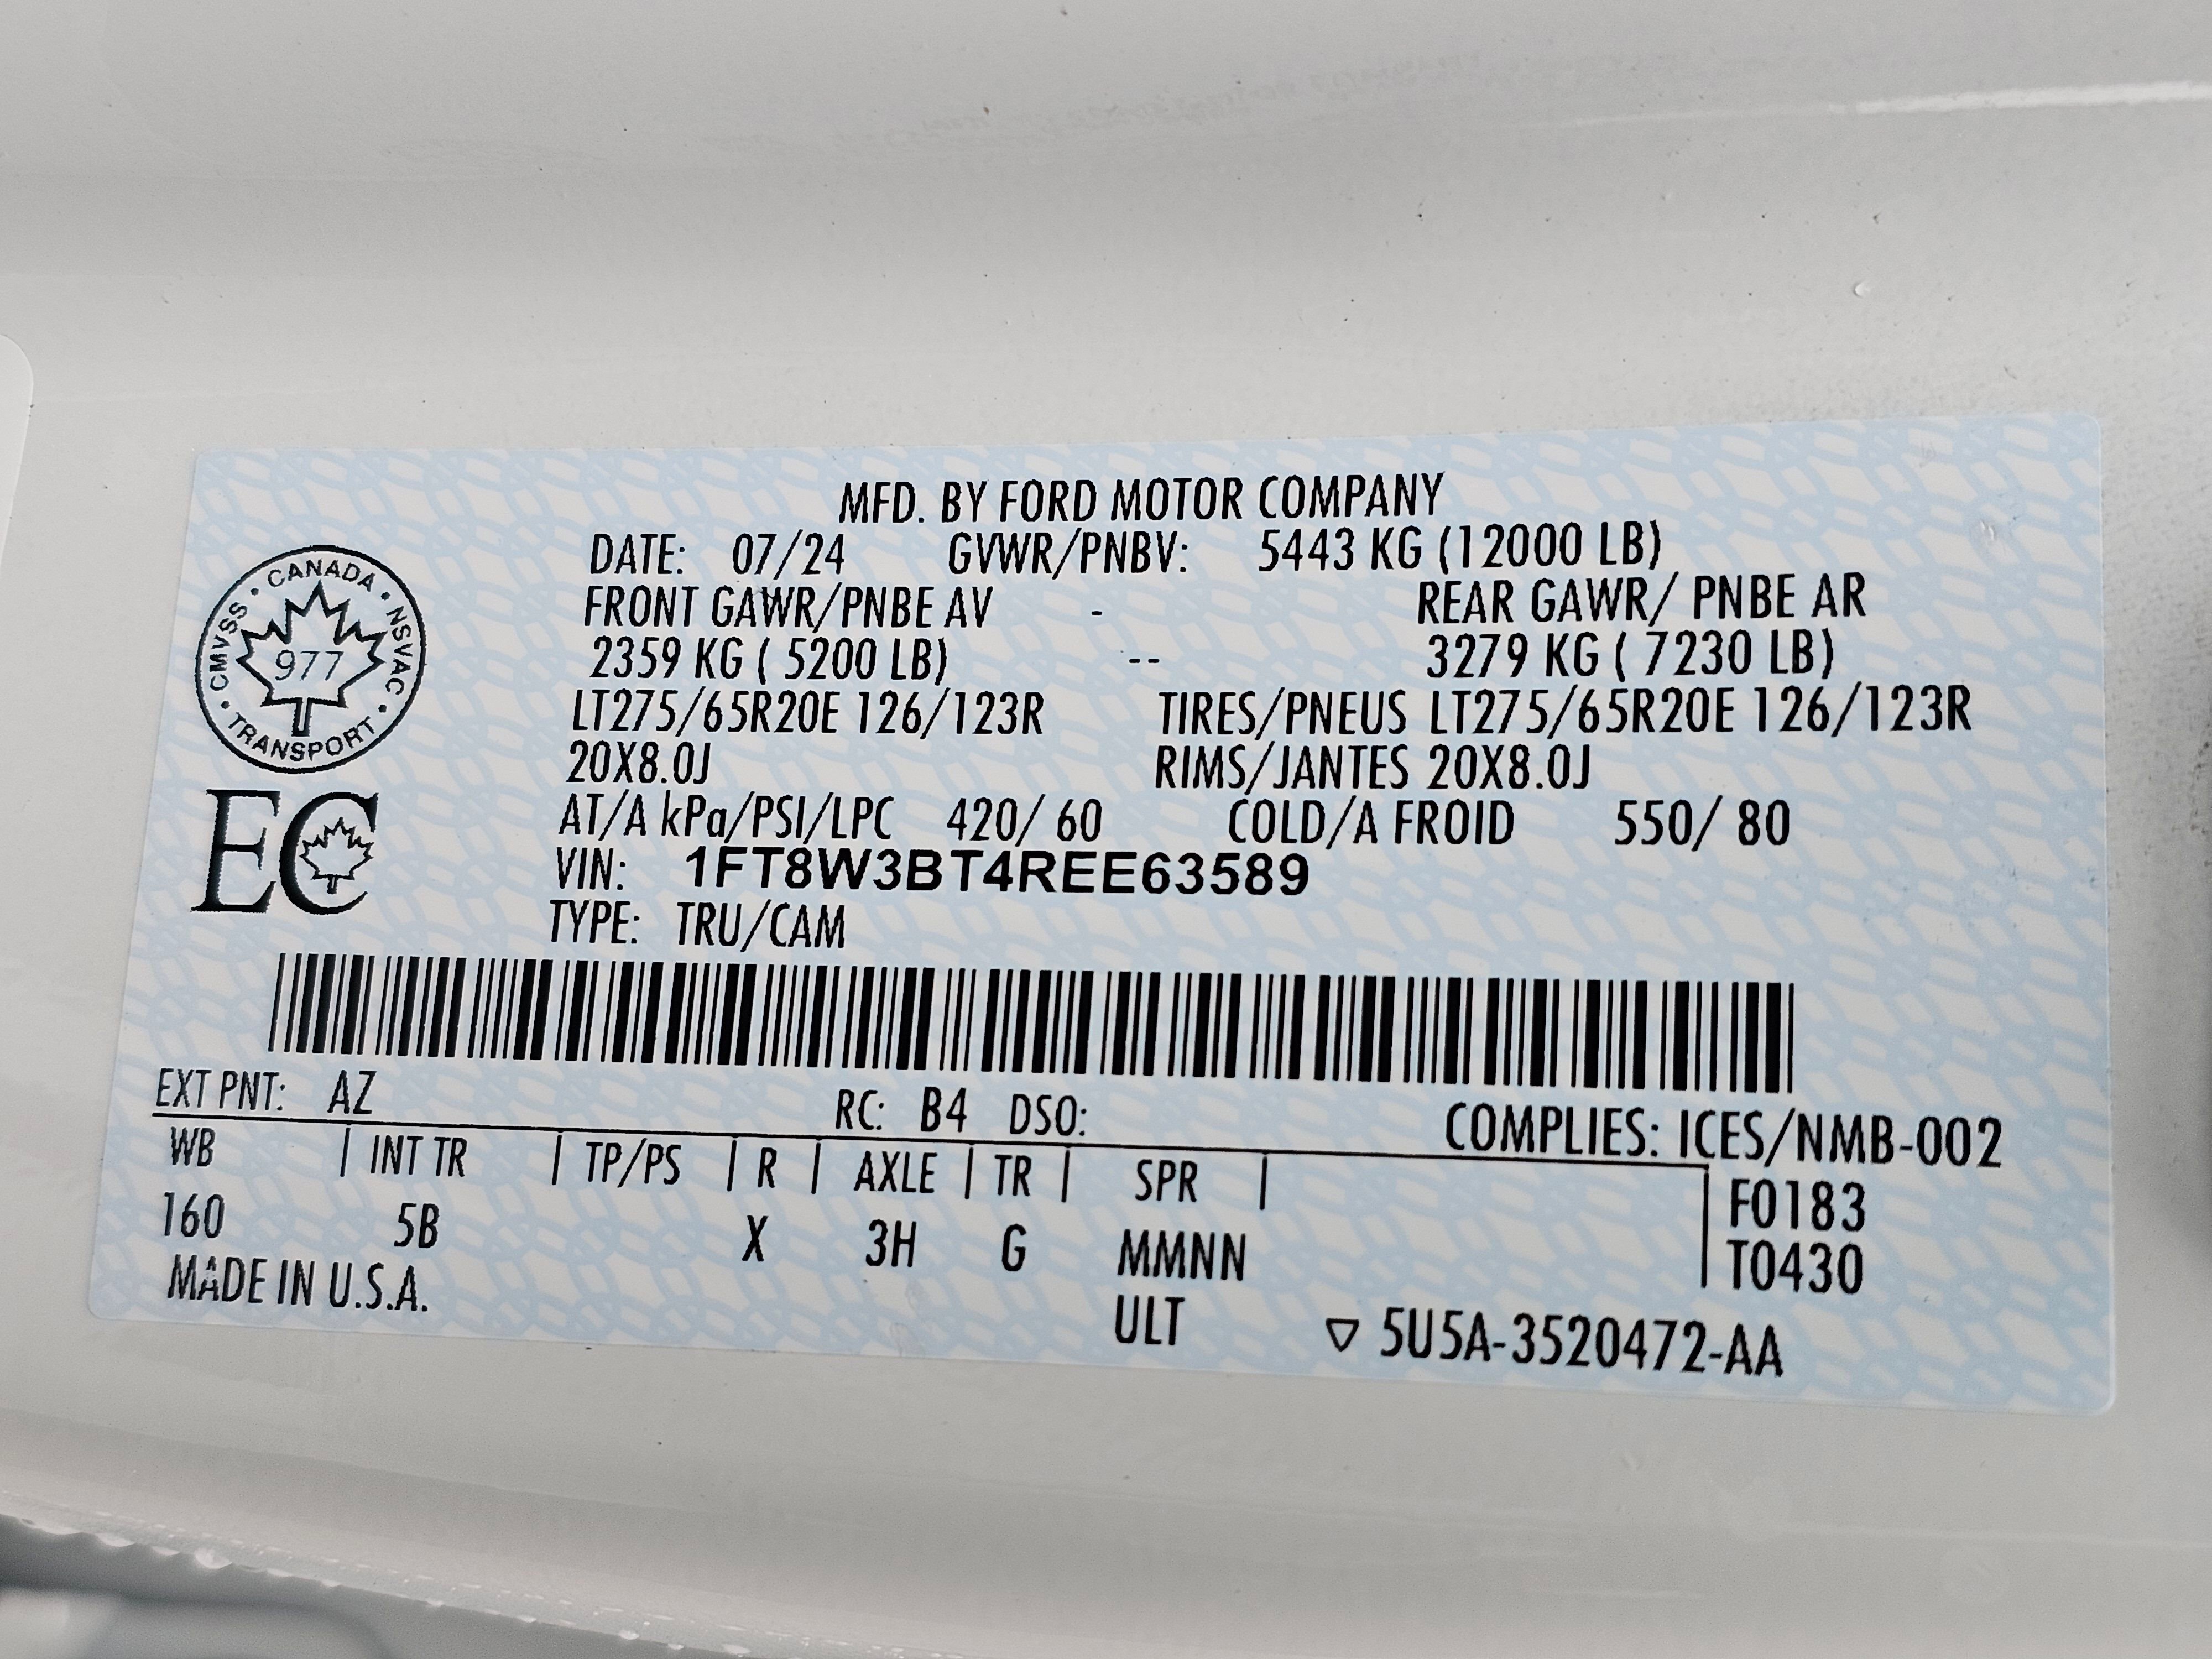 MFD. BY FORD MOTOR COMPANY
DATE: 07/24 GVWR/PNBV: 5443 KG (12000 LB)
FRONT GAWR/PNBE AV - REAR GAWR/ PNBE AR
2359 KG ( 5200 LB) -- 3279 KG ( 7230 LB)
LT275/65R20E 126/123R TIRES/PNEUS LT275/65R20E 126/123R
20X8.0J RIMS/JANTES 20X8.0J
AT/A kPa/PSI/LPC 420/ 60 COLD/A FROID 550/ 80
VIN: 1FT8W3BT4REE63589
TYPE: TRU/CAM
CANADA • NSVAC • TRANSPORT • CMVSS •
977
EC
EXT PNT: AZ RC: B4 DSO:
COMPLIES: ICES/NMB-002
WB | INT TR | TP/PS | R | AXLE | TR | SPR |
160 5B X 3H G MMNN
F0183
T0430
MADE IN U.S.A.
ULT ▽ 5U5A-3520472-AA